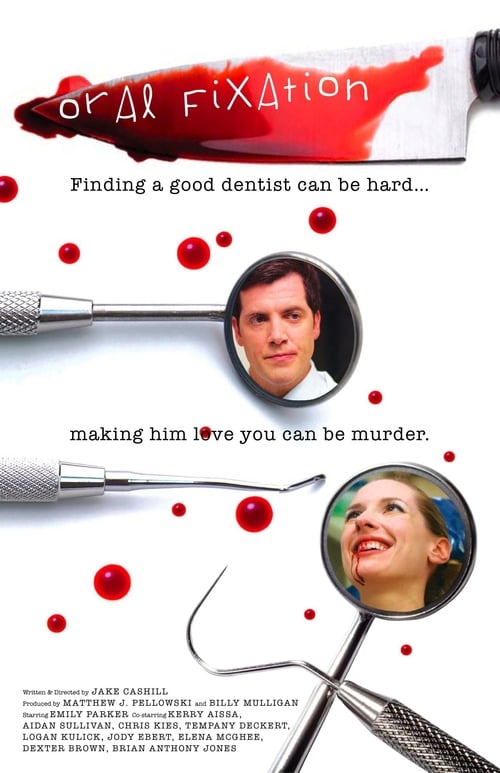 oraL FixAtion
Finding a good dentist can be hard...
making him love you can be murder.
Written & Directed by JAKE CASHILL
Produced by MATTHEW J. PELLOWSKI and BILLY MULLIGAN
Starring EMILY PARKER Co-starring KERRY AISSA,
AIDAN SULLIVAN, CHRIS KIES, TEMPANY DECKERT,
LOGAN KULICK, JODY EBERT, ELENA MCGHEE,
DEXTER BROWN, BRIAN ANTHONY JONES